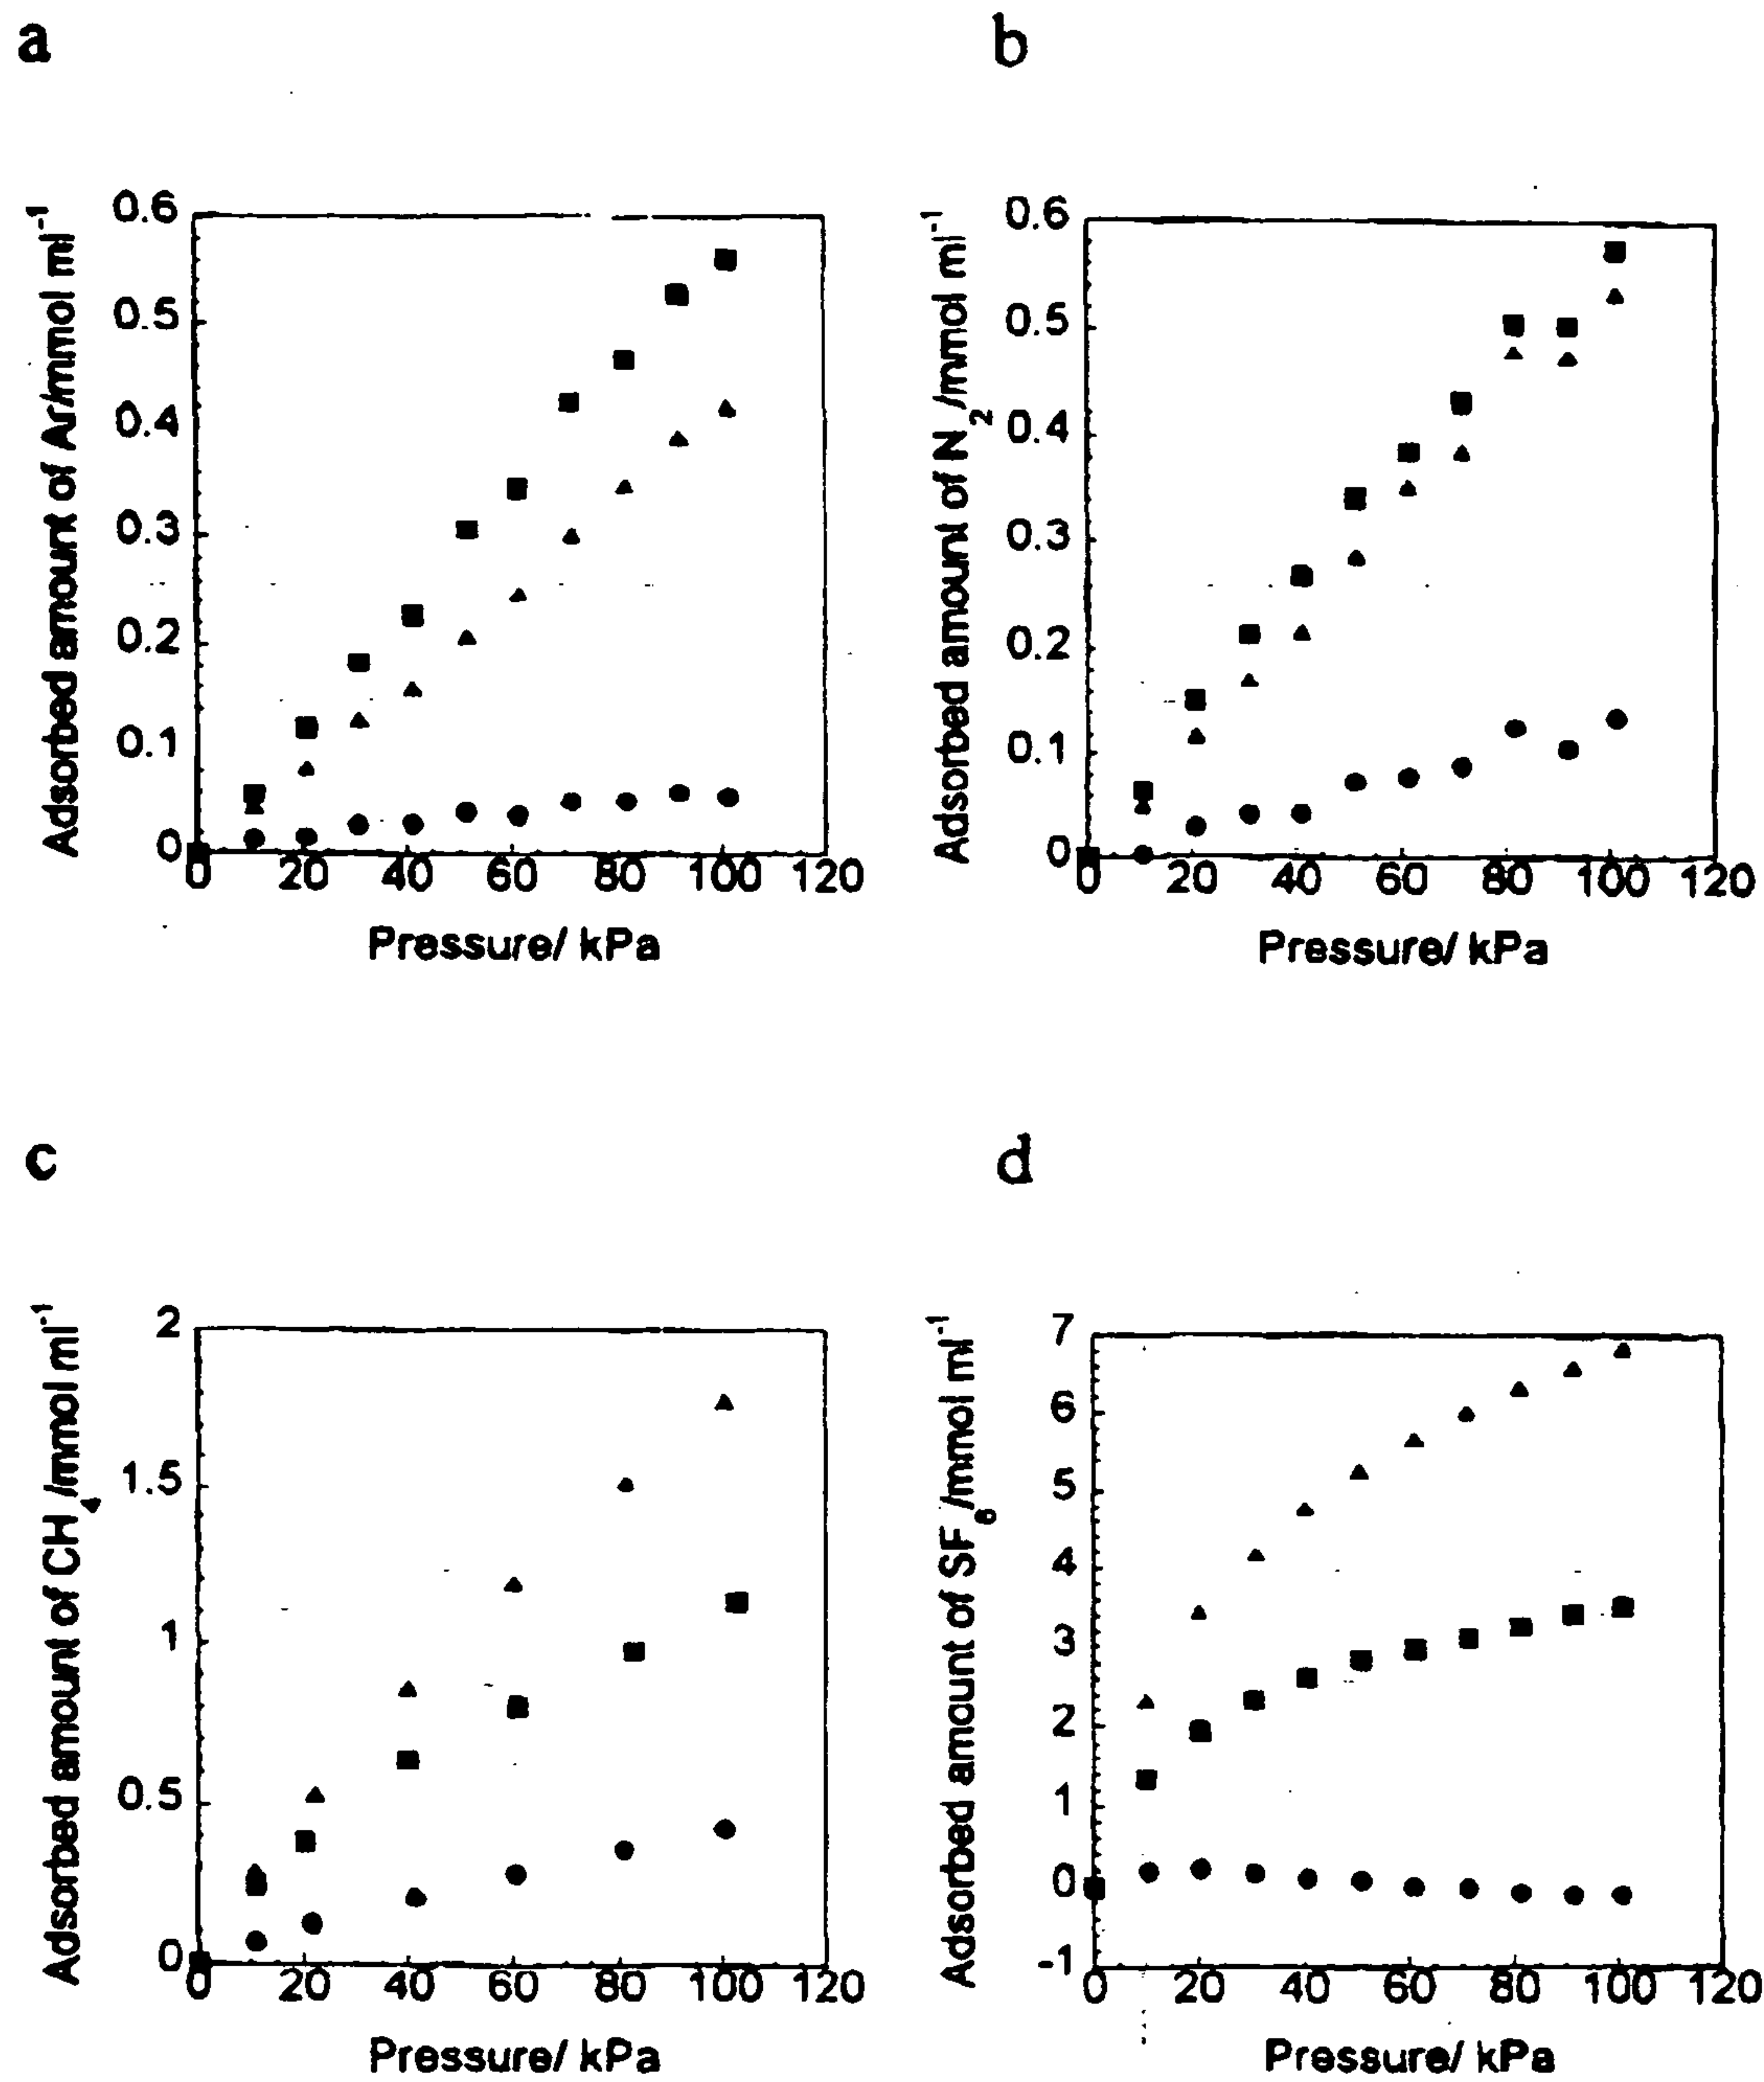 a
Adsorbed amount of Ar/mmol ml-1
0.6
0.5
0.4
0.3
0.2
0.1
0
0 20 40 60 80 100 120
Pressure/ kPa
b
Adsorbed amount of N2/mmol ml-1
0.6
0.5
0.4
0.3
0.2
0.1
0
0 20 40 60 80 100 120
Pressure/ kPa
c
Adsorbed amount of CH4/mmol ml-1
2
1.5
1
0.5
0
0 20 40 60 80 100 120
Pressure/ kPa
d
Adsorbed amount of SF6/mmol ml-1
7
6
5
4
3
2
1
0
-1
0 20 40 60 80 100 120
Pressure/ kPa